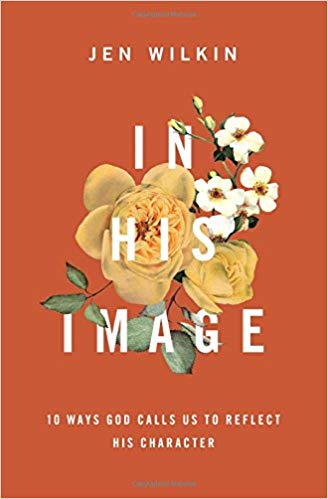 JEN WILKIN
IN
HIS
IMAGE
10 WAYS GOD CALLS US TO REFLECT
HIS CHARACTER